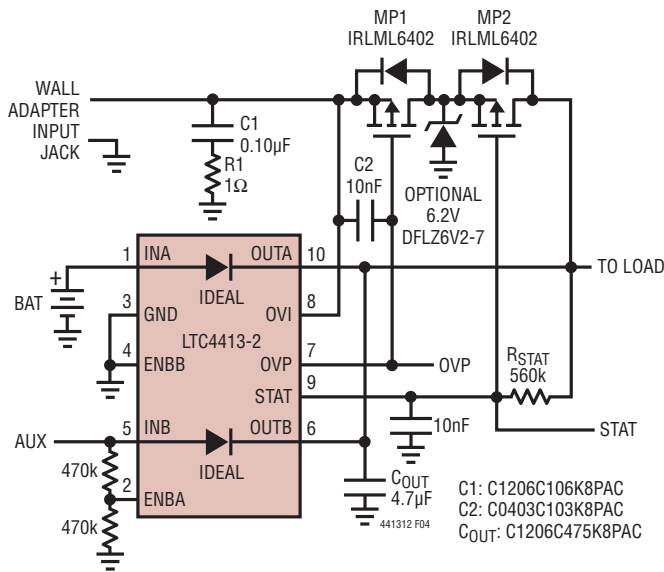 MP1
IRLML6402
MP2
IRLML6402
WALL
ADAPTER
INPUT
JACK
C1
0.10µF
R1
1Ω
C2
10nF
OPTIONAL
6.2V
DFLZ6V2-7
1
INA
OUTA
10
TO LOAD
IDEAL
BAT
+
3
GND
OVI
8
LTC4413-2
4
ENBB
OVP
7
OVP
STAT
9
RSTAT
560k
STAT
10nF
AUX
5
INB
OUTB
6
IDEAL
470k
2
ENBA
470k
COUT
4.7µF
441312 F04
C1: C1206C106K8PAC
C2: C0403C103K8PAC
COUT: C1206C475K8PAC